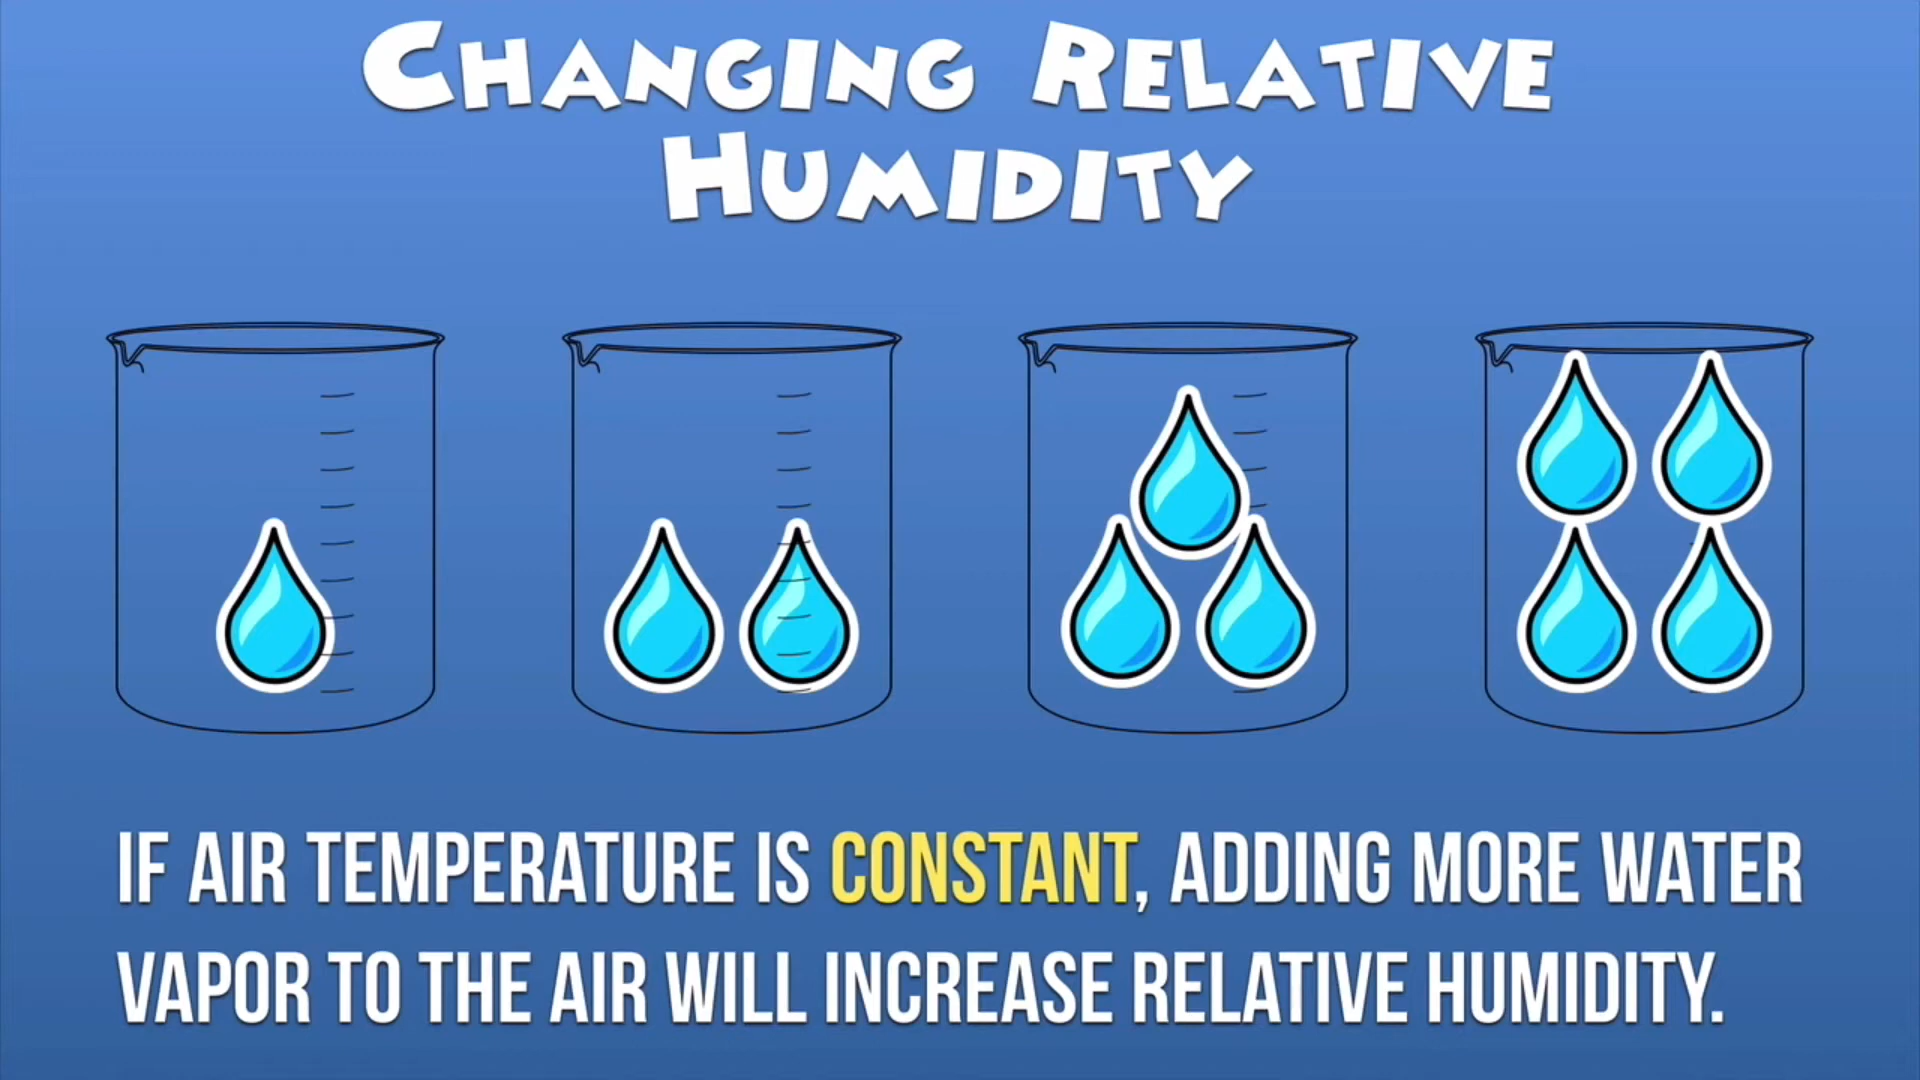 CHANGING RELATIVE
HUMIDITY
IF AIR TEMPERATURE IS CONSTANT, ADDING MORE WATER
VAPOR TO THE AIR WILL INCREASE RELATIVE HUMIDITY.